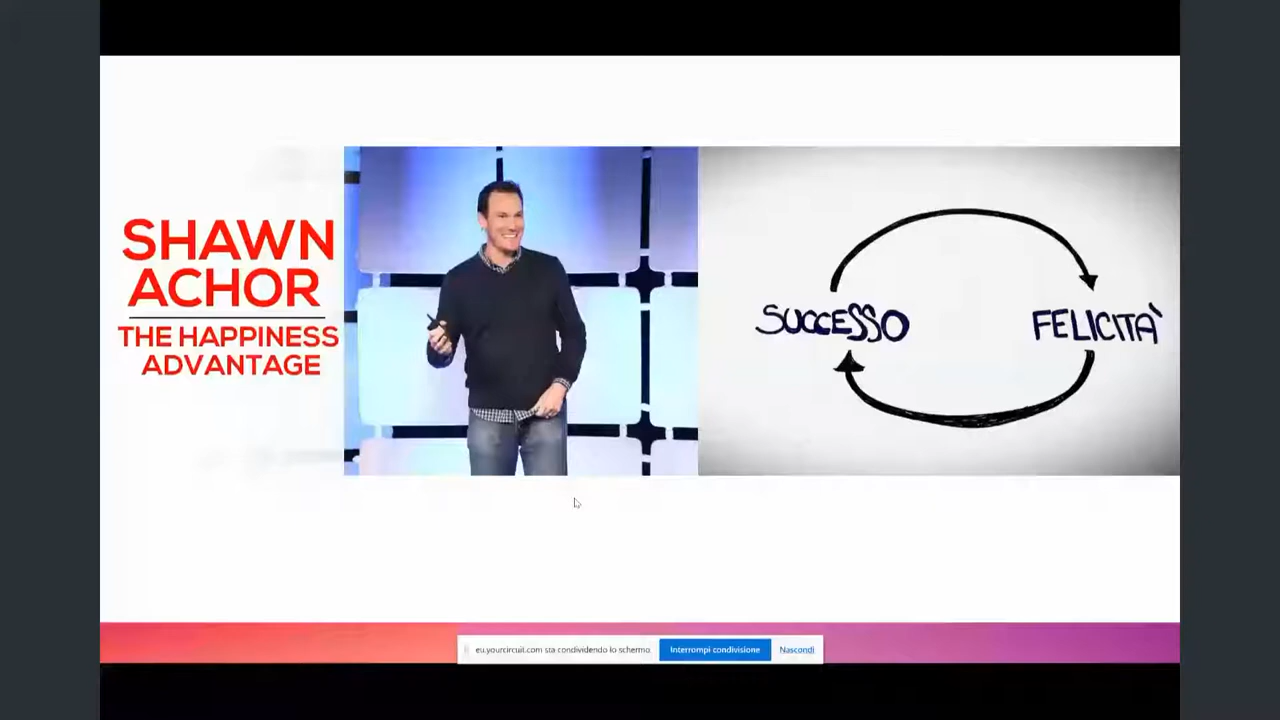 SHAWN
ACHOR
THE HAPPINESS
ADVANTAGE
SUCCESSO
FELICITÀ
eu.yourcircuit.com sta condividendo lo schermo.
Interrompi condivisione
Nascondi